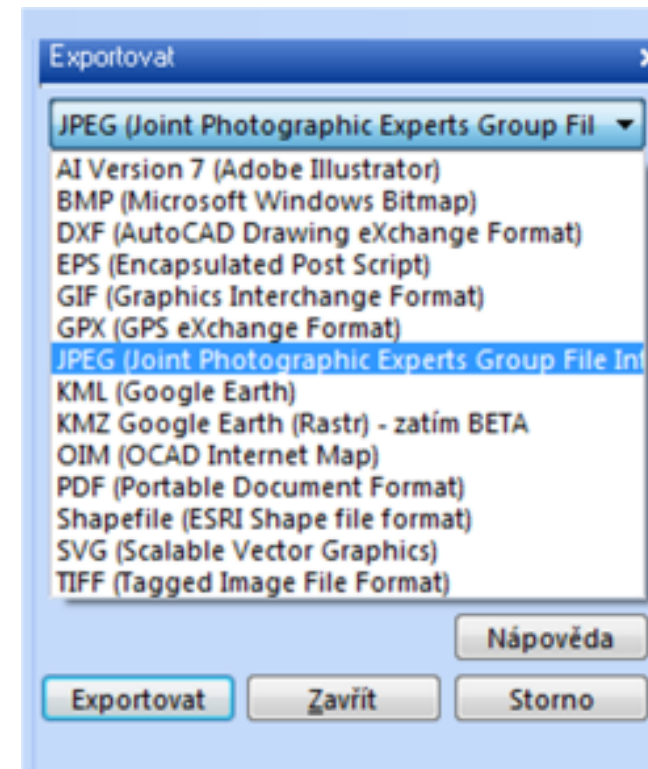 Exportovat
JPEG (Joint Photographic Experts Group Fil
AI Version 7 (Adobe Illustrator)
BMP (Microsoft Windows Bitmap)
DXF (AutoCAD Drawing eXchange Format)
EPS (Encapsulated Post Script)
GIF (Graphics Interchange Format)
GPX (GPS eXchange Format)
JPEG (Joint Photographic Experts Group File Int
KML (Google Earth)
KMZ Google Earth (Rastr) - zatím BETA
OIM (OCAD Internet Map)
PDF (Portable Document Format)
Shapefile (ESRI Shape file format)
SVG (Scalable Vector Graphics)
TIFF (Tagged Image File Format)
Nápověda
Exportovat Zavřít Storno